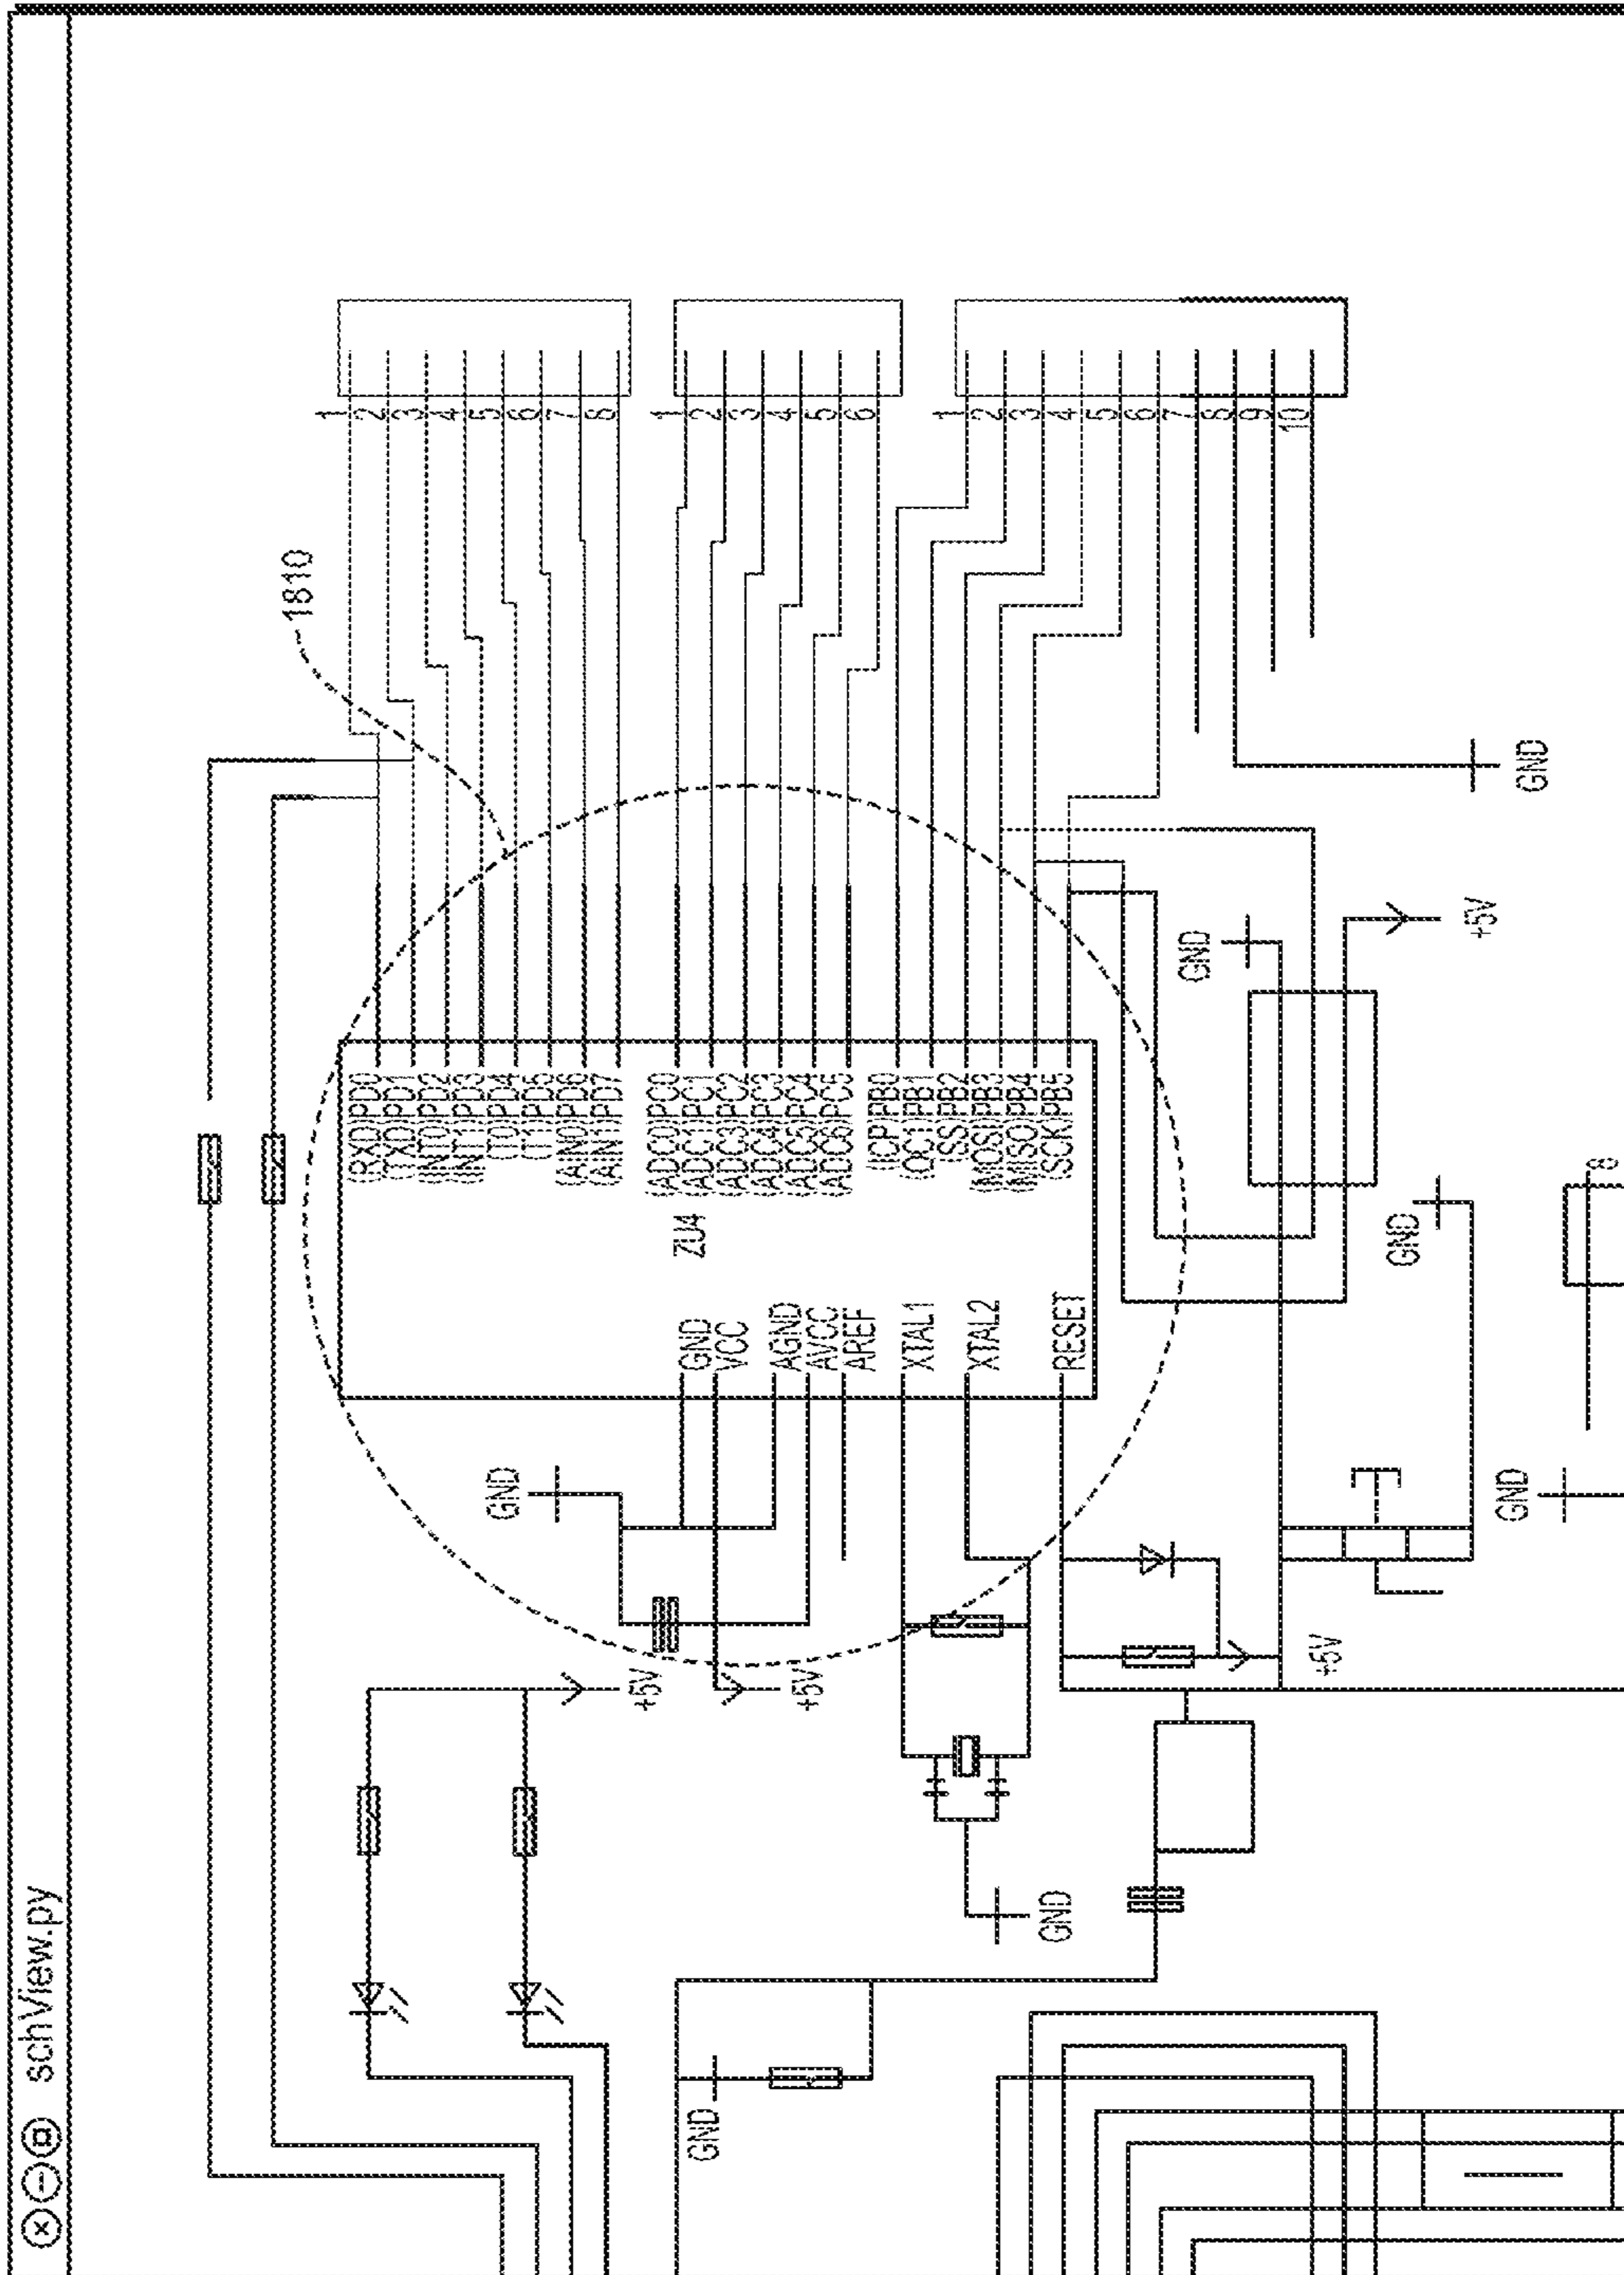 schView.py
1810
1
2
3
4
5
6
7
8
1
2
3
4
5
6
1
2
3
4
5
6
7
8
9
10
(RXD)PD0
(TXD)PD1
(INT0)PD2
(INT1)PD3
(T0)PD4
(T1)PD5
(AIN0)PD6
(AIN1)PD7
(ADC0)PC0
(ADC1)PC1
(ADC3)PC2
(ADC4)PC3
(ADC5)PC4
(ADC6)PC5
(ICP)PB0
(OC1)PB1
(SS)PB2
(MOSI)PB3
(MISO)PB4
(SCK)PB5
ZU4
GND
VCC
AGND
AVCC
AREF
XTAL1
XTAL2
RESET
GND
+5V
+5V
GND
GND
GND
+5V
GND
+5V
GND
GND
8